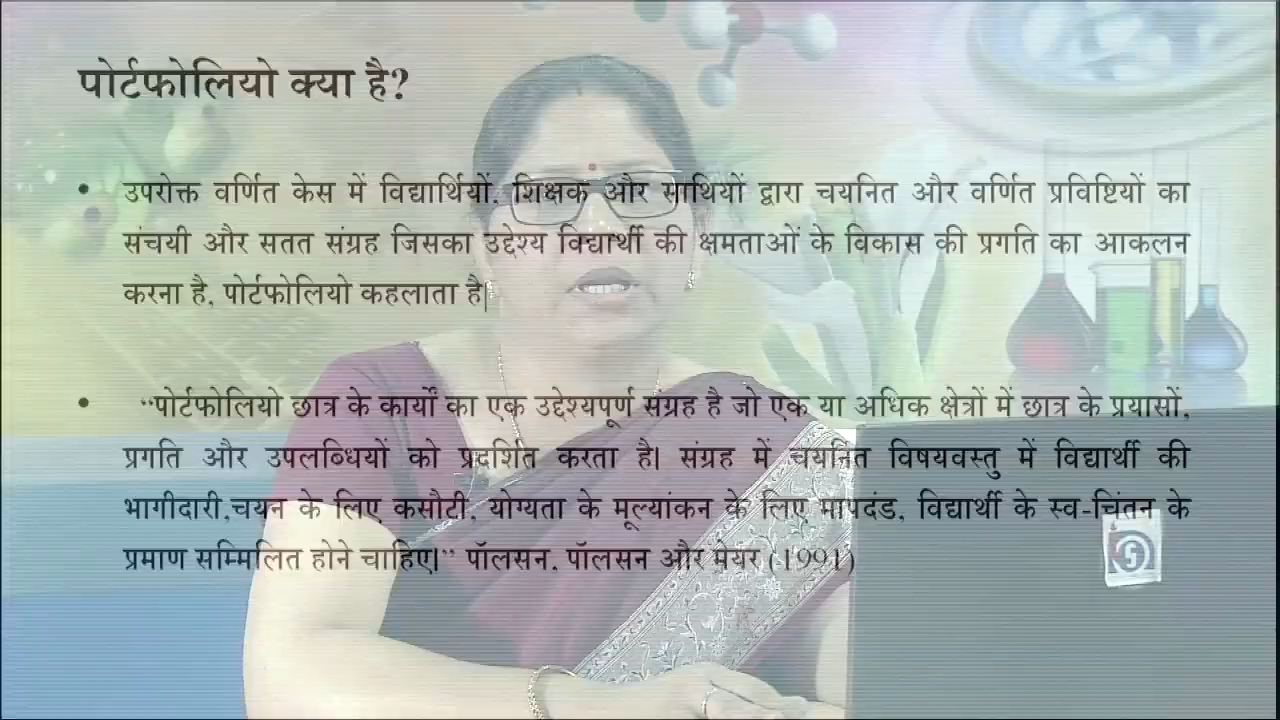 पोर्टफोलियो क्या है?
• उपरोक्त वर्णित केस में विद्यार्थियों, शिक्षक और साथियों द्वारा चयनित और वर्णित प्रविष्टियों का
संचयी और सतत संग्रह जिसका उद्देश्य विद्यार्थी की क्षमताओं के विकास की प्रगति का आकलन
करना है, पोर्टफोलियो कहलाता है|
• “पोर्टफोलियो छात्र के कार्यों का एक उद्देश्यपूर्ण संग्रह है जो एक या अधिक क्षेत्रों में छात्र के प्रयासों,
प्रगति और उपलब्धियों को प्रदर्शित करता है। संग्रह में चयनित विषयवस्तु में विद्यार्थी की
भागीदारी,चयन के लिए कसौटी, योग्यता के मूल्यांकन के लिए मापदंड, विद्यार्थी के स्व-चिंतन के
प्रमाण सम्मिलित होने चाहिए।” पॉलसन, पॉलसन और मेयर (1991)